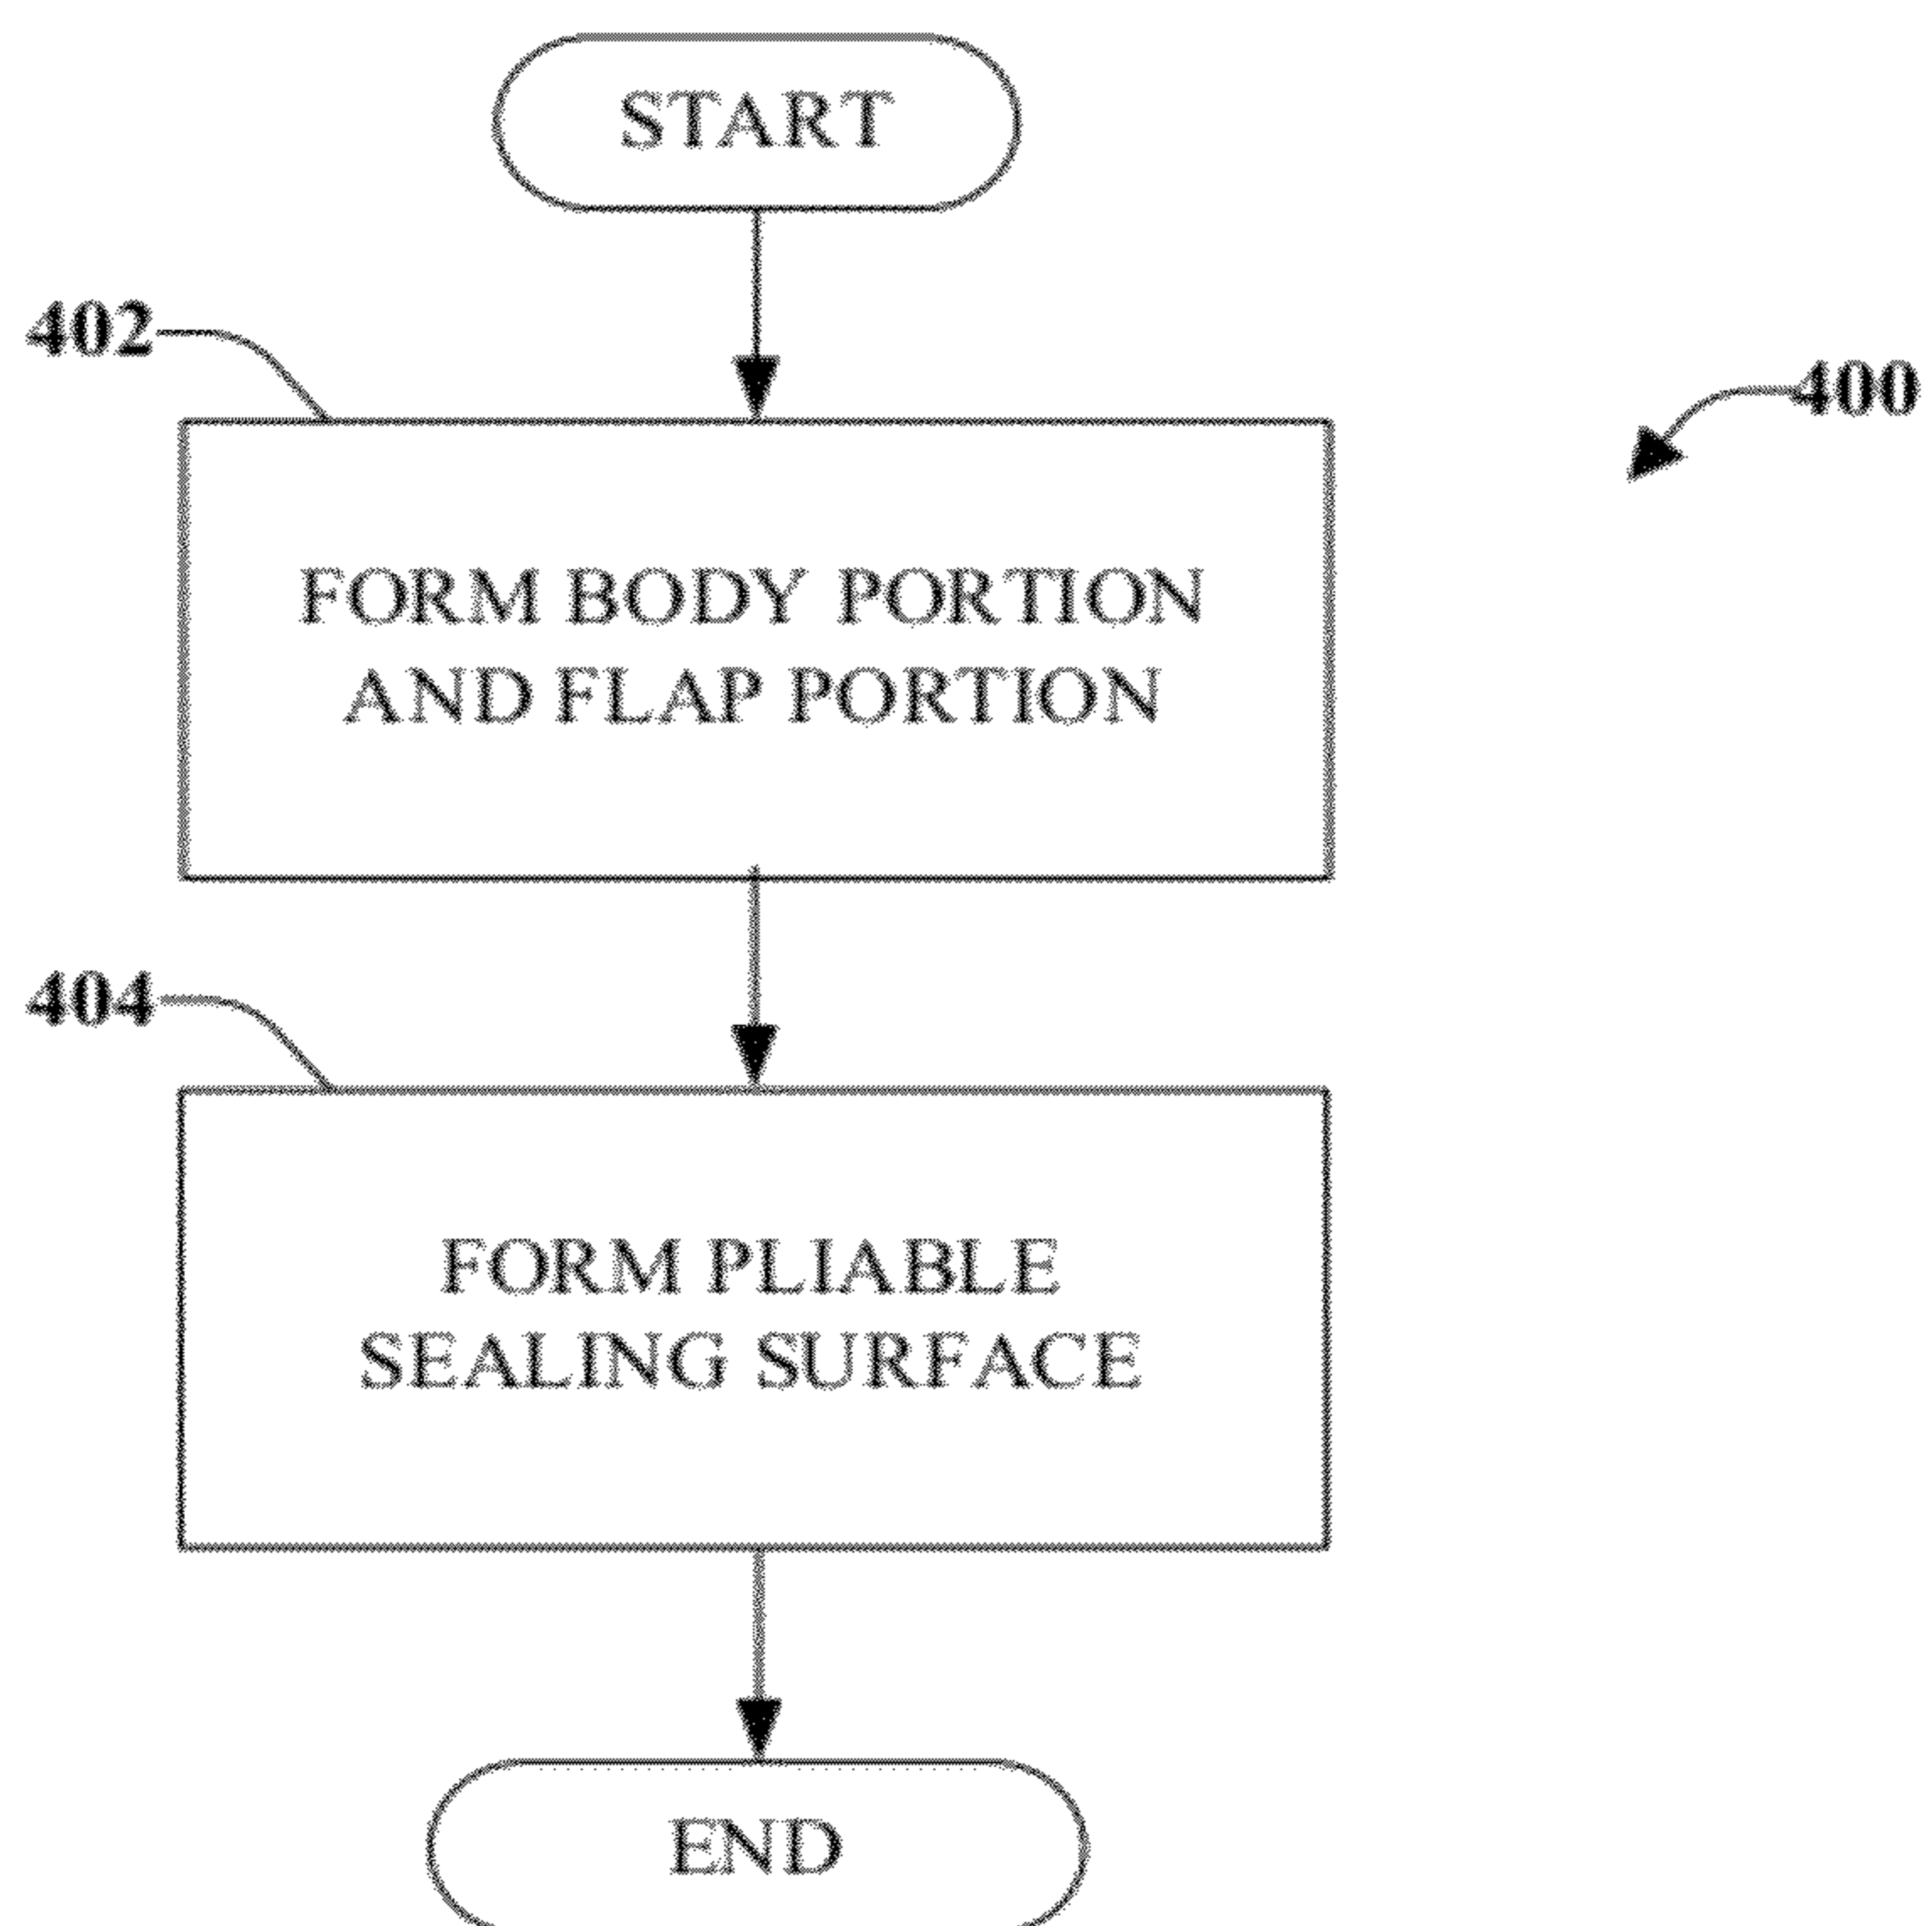 START
402
400
FORM BODY PORTION
AND FLAP PORTION
404
FORM PLIABLE
SEALING SURFACE
END